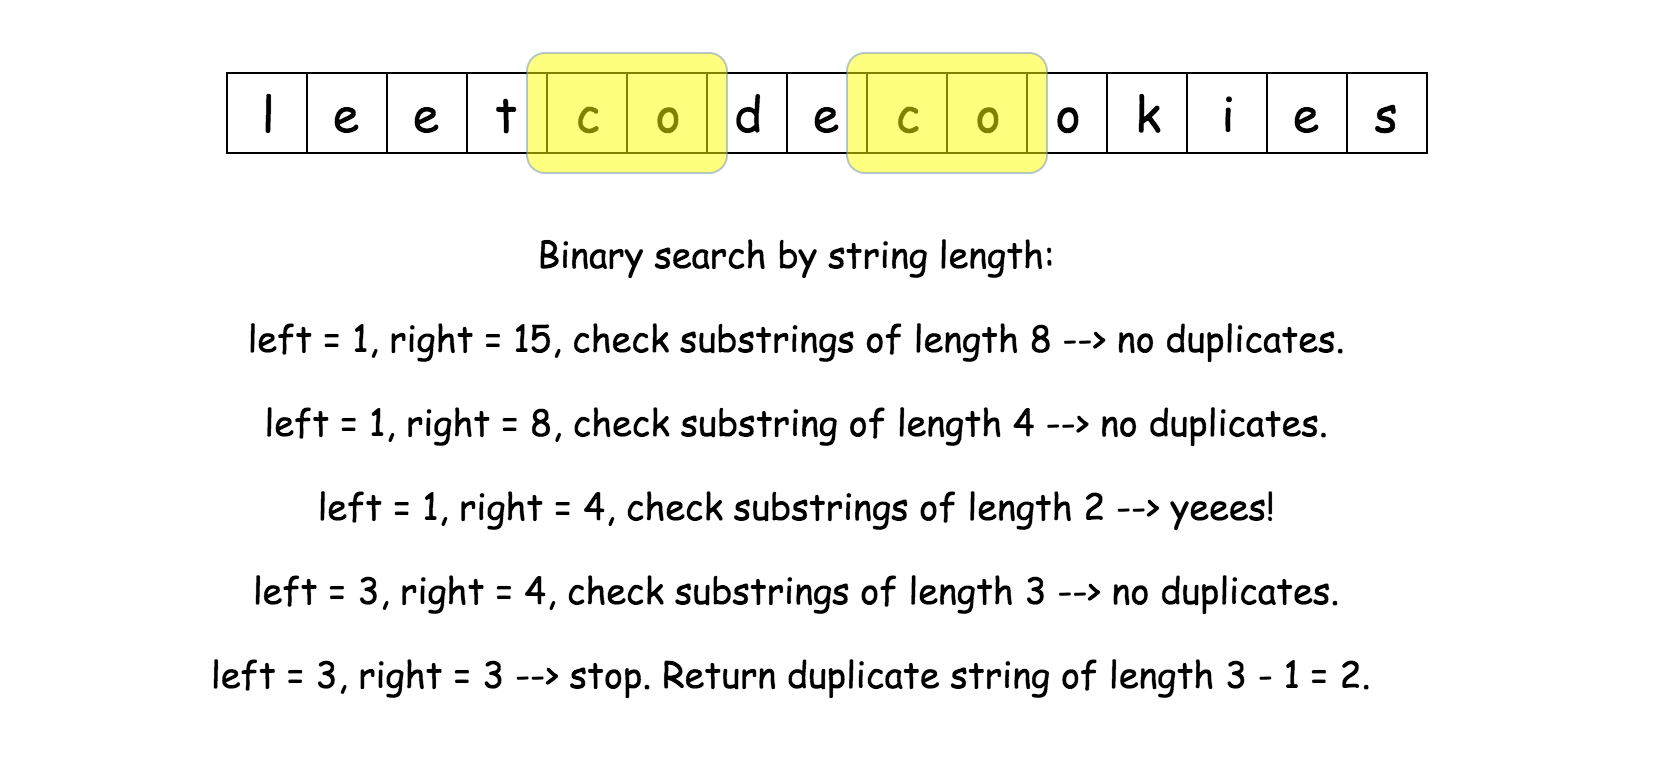 l e e t c o d e c o o k i e s
Binary search by string length:
left = 1, right = 15, check substrings of length 8 --> no duplicates.
left = 1, right = 8, check substring of length 4 --> no duplicates.
left = 1, right = 4, check substrings of length 2 --> yeees!
left = 3, right = 4, check substrings of length 3 --> no duplicates.
left = 3, right = 3 --> stop. Return duplicate string of length 3 - 1 = 2.